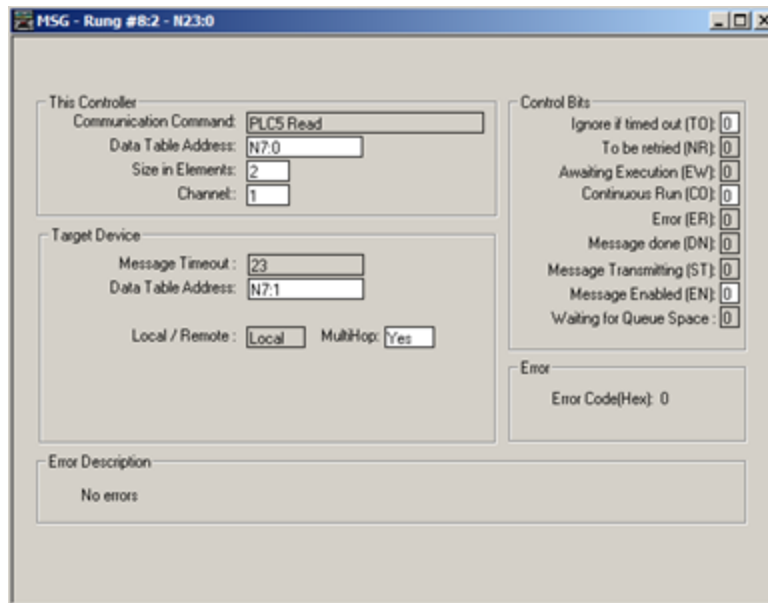 MSG - Rung #8:2 - N23:0
This Controller
Communication Command: PLC5 Read
Data Table Address: N7:0
Size in Elements: 2
Channel:: 1
Target Device
Message Timeout : 23
Data Table Address: N7:1
Local / Remote : Local MultiHop: Yes
Control Bits
Ignore if timed out (TO): 0
To be retried (NR): 0
Awaiting Execution (EW): 0
Continuous Run (CO): 0
Error (ER): 0
Message done (DN): 0
Message Transmitting (ST): 0
Message Enabled (EN): 0
Waiting for Queue Space : 0
Error
Error Code(Hex): 0
Error Description
No errors